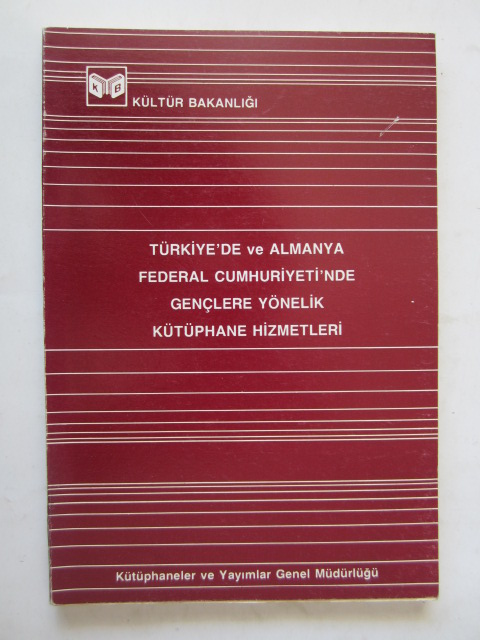 K B
KÜLTÜR BAKANLIĞI
TÜRKİYE'DE ve ALMANYA
FEDERAL CUMHURİYETİ'NDE
GENÇLERE YÖNELİK
KÜTÜPHANE HİZMETLERİ
Kütüphaneler ve Yayımlar Genel Müdürlüğü